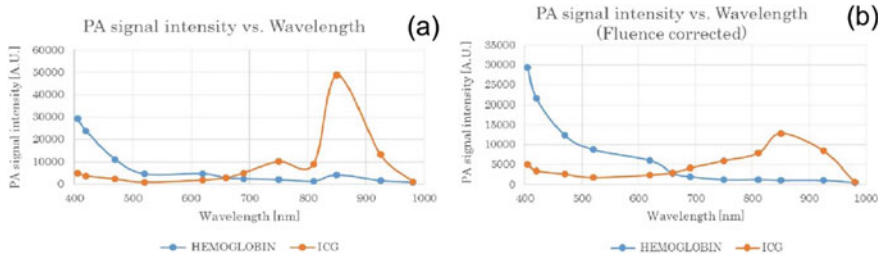 PA signal intensity vs. Wavelength
(a)
PA signal intensity [A.U.]
60000
50000
40000
30000
20000
10000
0
400 500 600 700 800 900 1000
Wavelength [nm]
HEMOGLOBIN ICG
PA signal intensity vs. Wavelength
(Fluence corrected)
(b)
PA signal intensity [A.U.]
35000
30000
25000
20000
15000
10000
5000
0
400 500 600 700 800 900 1000
Wavelength [nm]
HEMOGLOBIN ICG